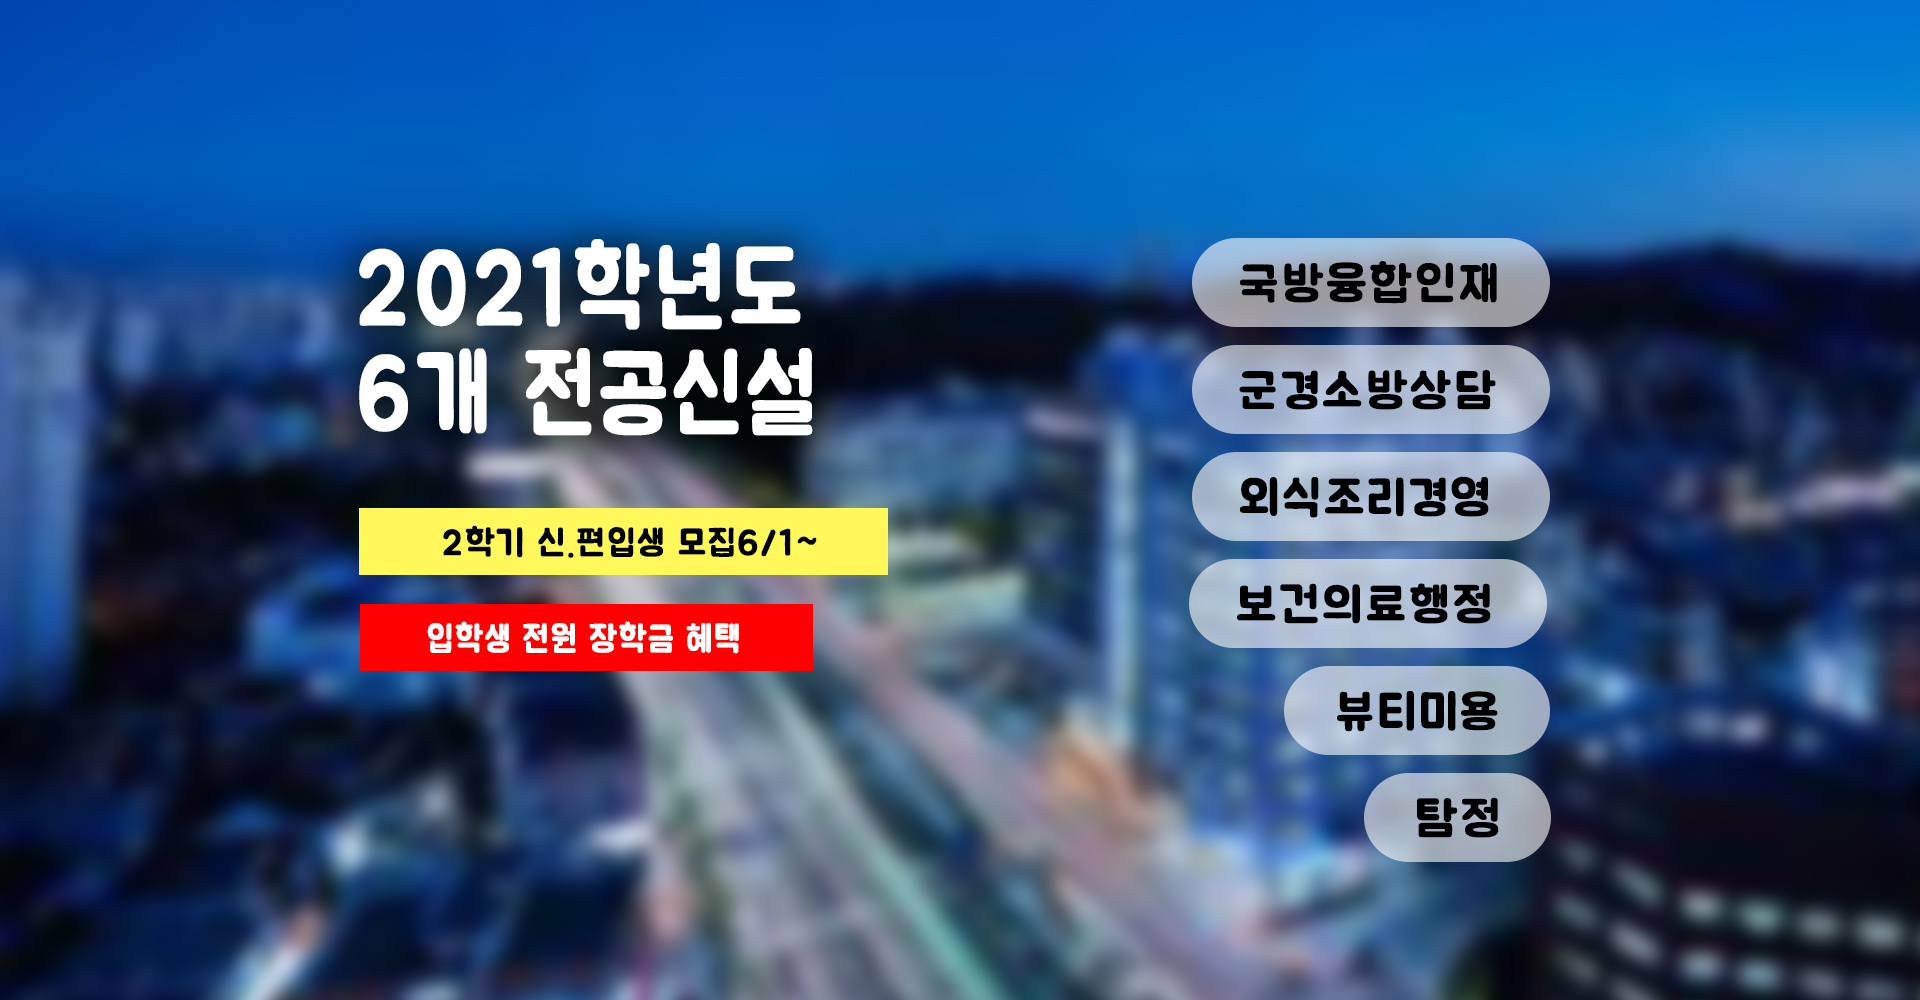 2021학년도
6개 전공신설
2학기 신.편입생 모집6/1~
입학생 전원 장학금 혜택
국방융합인재
군경소방상담
외식조리경영
보건의료행정
뷰티미용
탐정